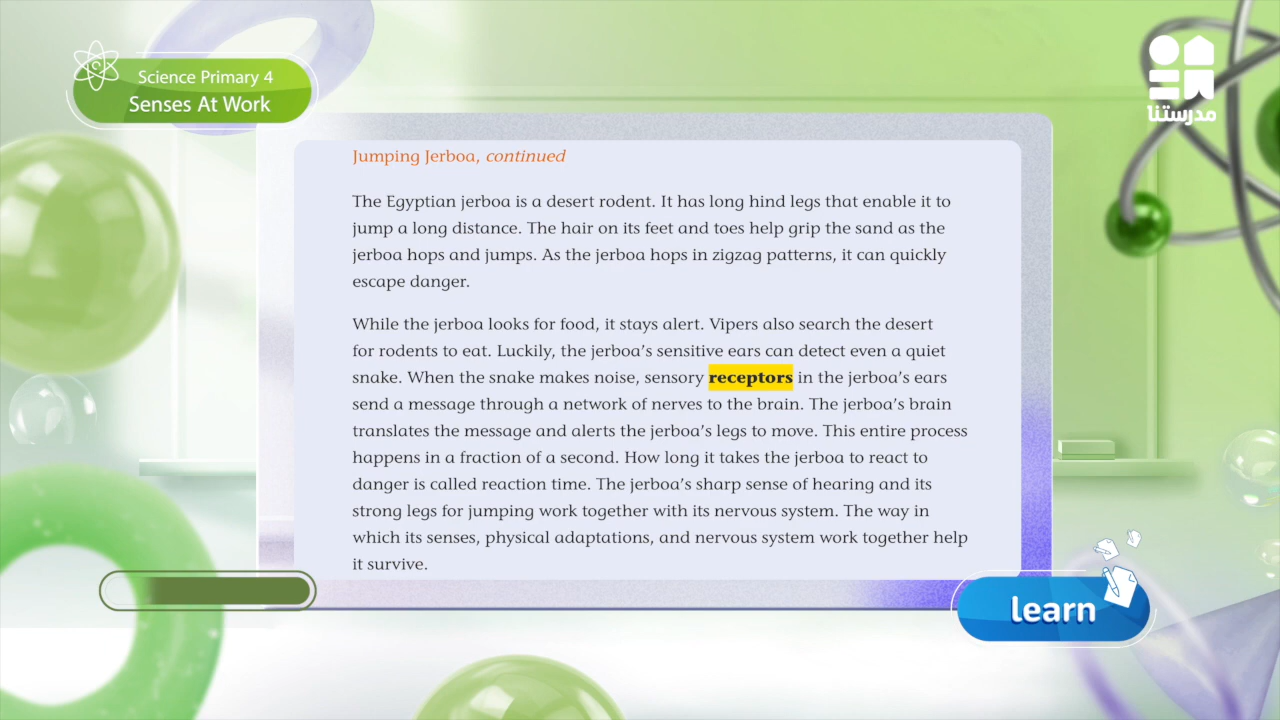 Science Primary 4
Senses At Work
مدرستنا
Jumping Jerboa, continued
The Egyptian jerboa is a desert rodent. It has long hind legs that enable it to
jump a long distance. The hair on its feet and toes help grip the sand as the
jerboa hops and jumps. As the jerboa hops in zigzag patterns, it can quickly
escape danger.
While the jerboa looks for food, it stays alert. Vipers also search the desert
for rodents to eat. Luckily, the jerboa’s sensitive ears can detect even a quiet
snake. When the snake makes noise, sensory receptors in the jerboa’s ears
send a message through a network of nerves to the brain. The jerboa’s brain
translates the message and alerts the jerboa’s legs to move. This entire process
happens in a fraction of a second. How long it takes the jerboa to react to
danger is called reaction time. The jerboa’s sharp sense of hearing and its
strong legs for jumping work together with its nervous system. The way in
which its senses, physical adaptations, and nervous system work together help
it survive.
learn